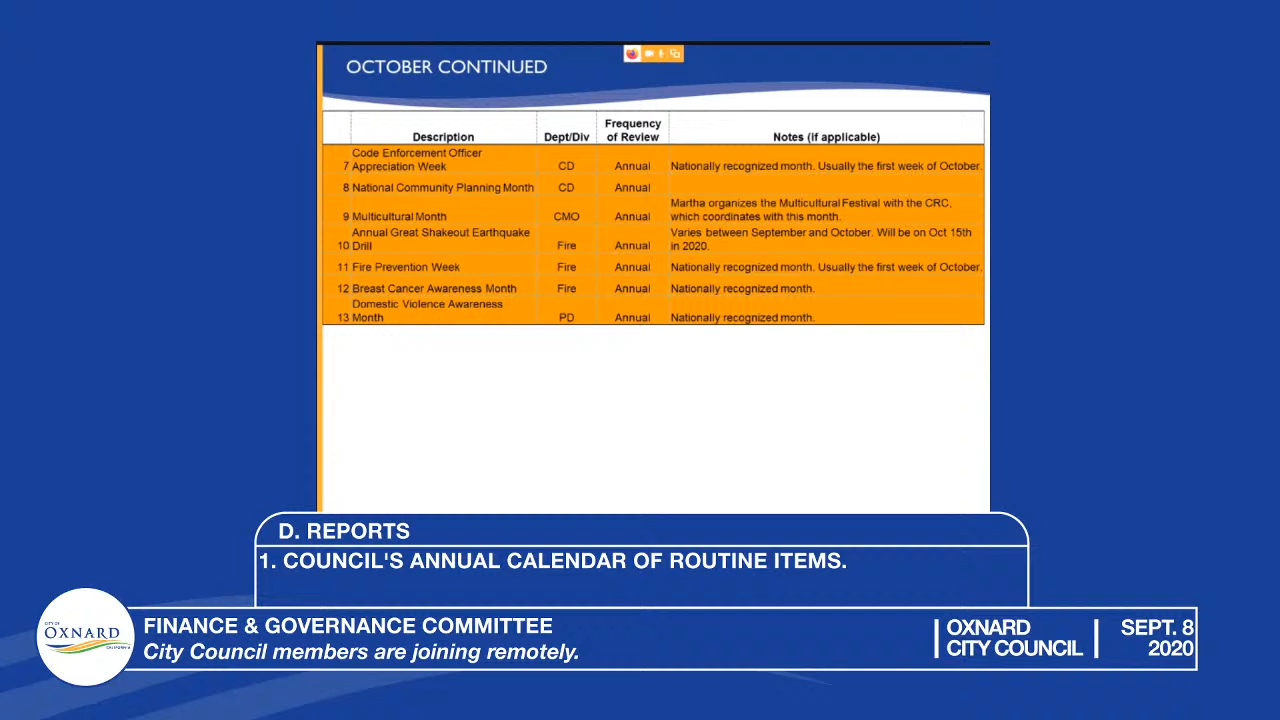 OCTOBER CONTINUED
Description Dept/Div Frequency of Review Notes (if applicable)
7 Code Enforcement Officer Appreciation Week CD Annual Nationally recognized month. Usually the first week of October.
8 National Community Planning Month CD Annual
9 Multicultural Month CMO Annual Martha organizes the Multicultural Festival with the CRC, which coordinates with this month.
10 Annual Great Shakeout Earthquake Drill Fire Annual Varies between September and October. Will be on Oct 15th in 2020.
11 Fire Prevention Week Fire Annual Nationally recognized month. Usually the first week of October.
12 Breast Cancer Awareness Month Fire Annual Nationally recognized month.
13 Domestic Violence Awareness Month PD Annual Nationally recognized month.
D. REPORTS
1. COUNCIL'S ANNUAL CALENDAR OF ROUTINE ITEMS.
CITY OF
OXNARD
CALIFORNIA
FINANCE & GOVERNANCE COMMITTEE
City Council members are joining remotely.
OXNARD
CITY COUNCIL
SEPT. 8
2020